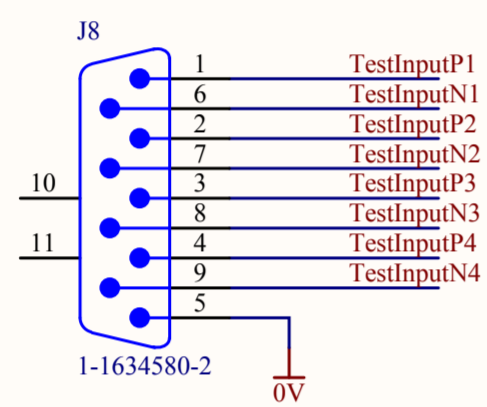 J8
1 TestInputP1
6 TestInputN1
2 TestInputP2
7 TestInputN2
10 3 TestInputP3
8 TestInputN3
11 4 TestInputP4
9 TestInputN4
5
1-1634580-2
0V